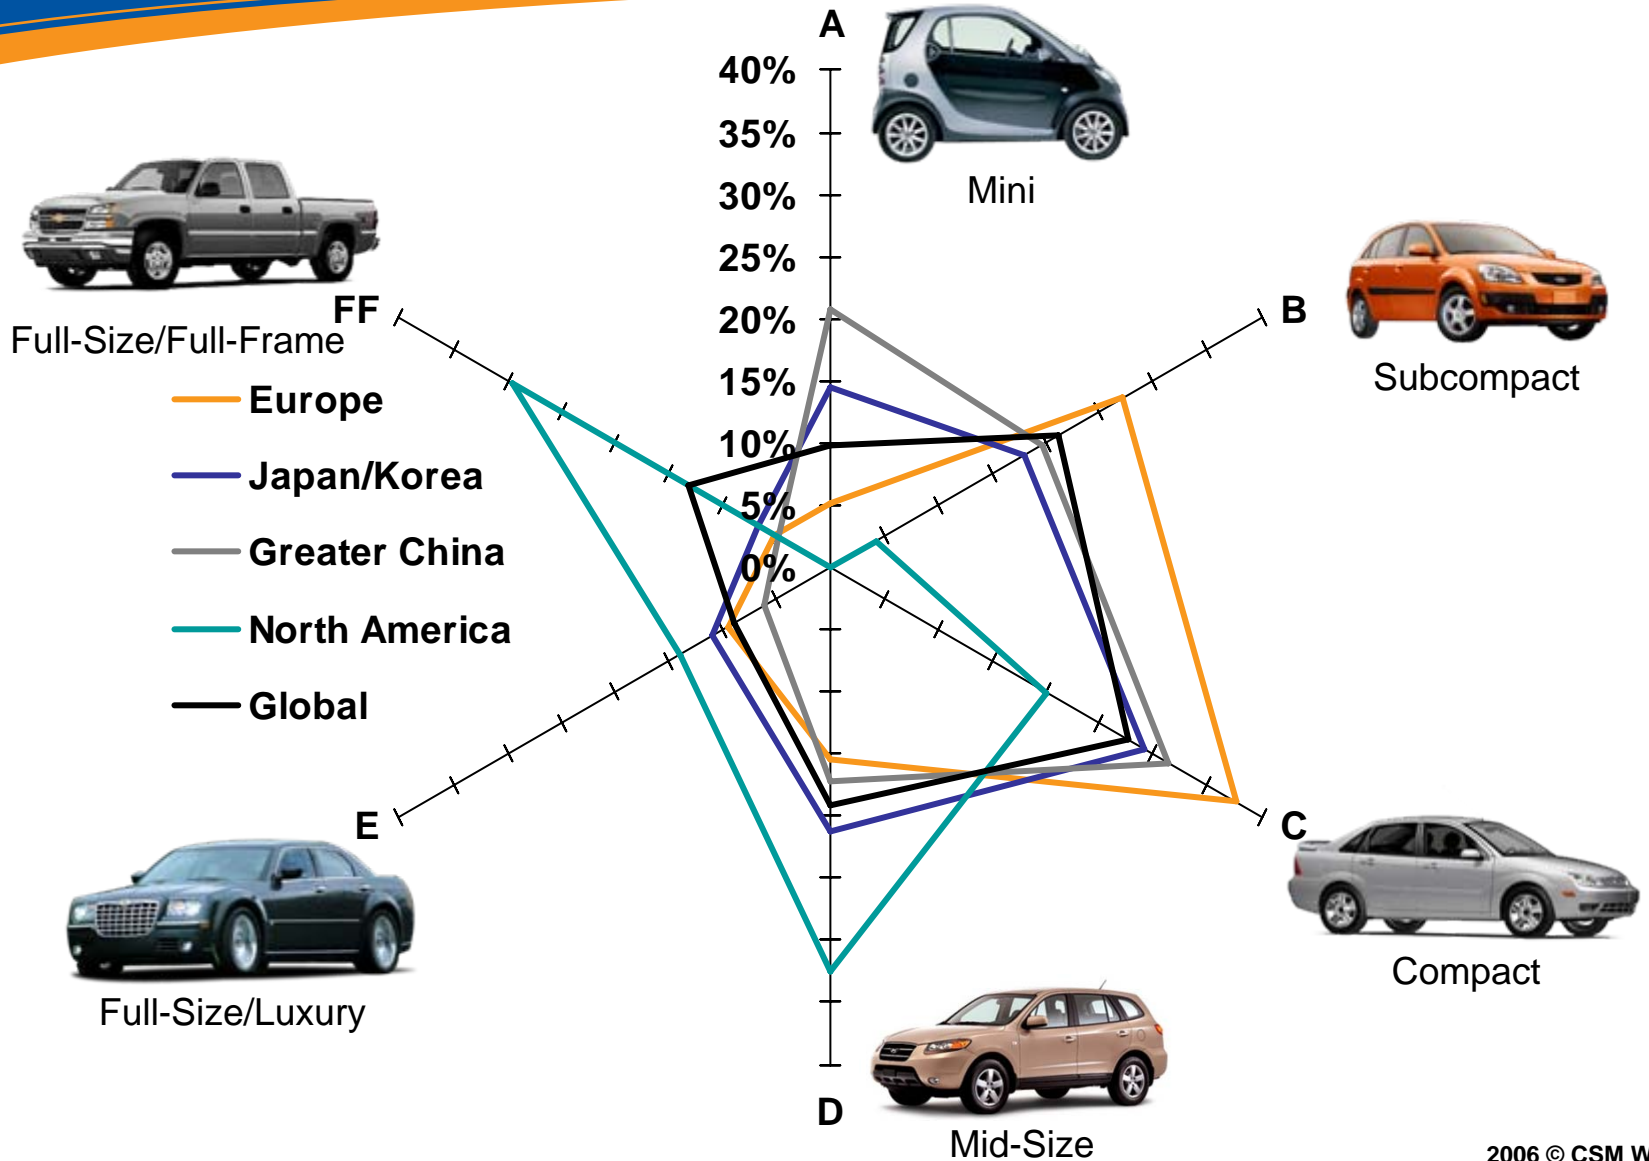 A
40%
35%
30%
25%
20%
15%
10%
5%
0%
Mini
B
Subcompact
C
Compact
D
Mid-Size
E
Full-Size/Luxury
FF
Full-Size/Full-Frame
Europe
Japan/Korea
Greater China
North America
Global
2006 © CSM W